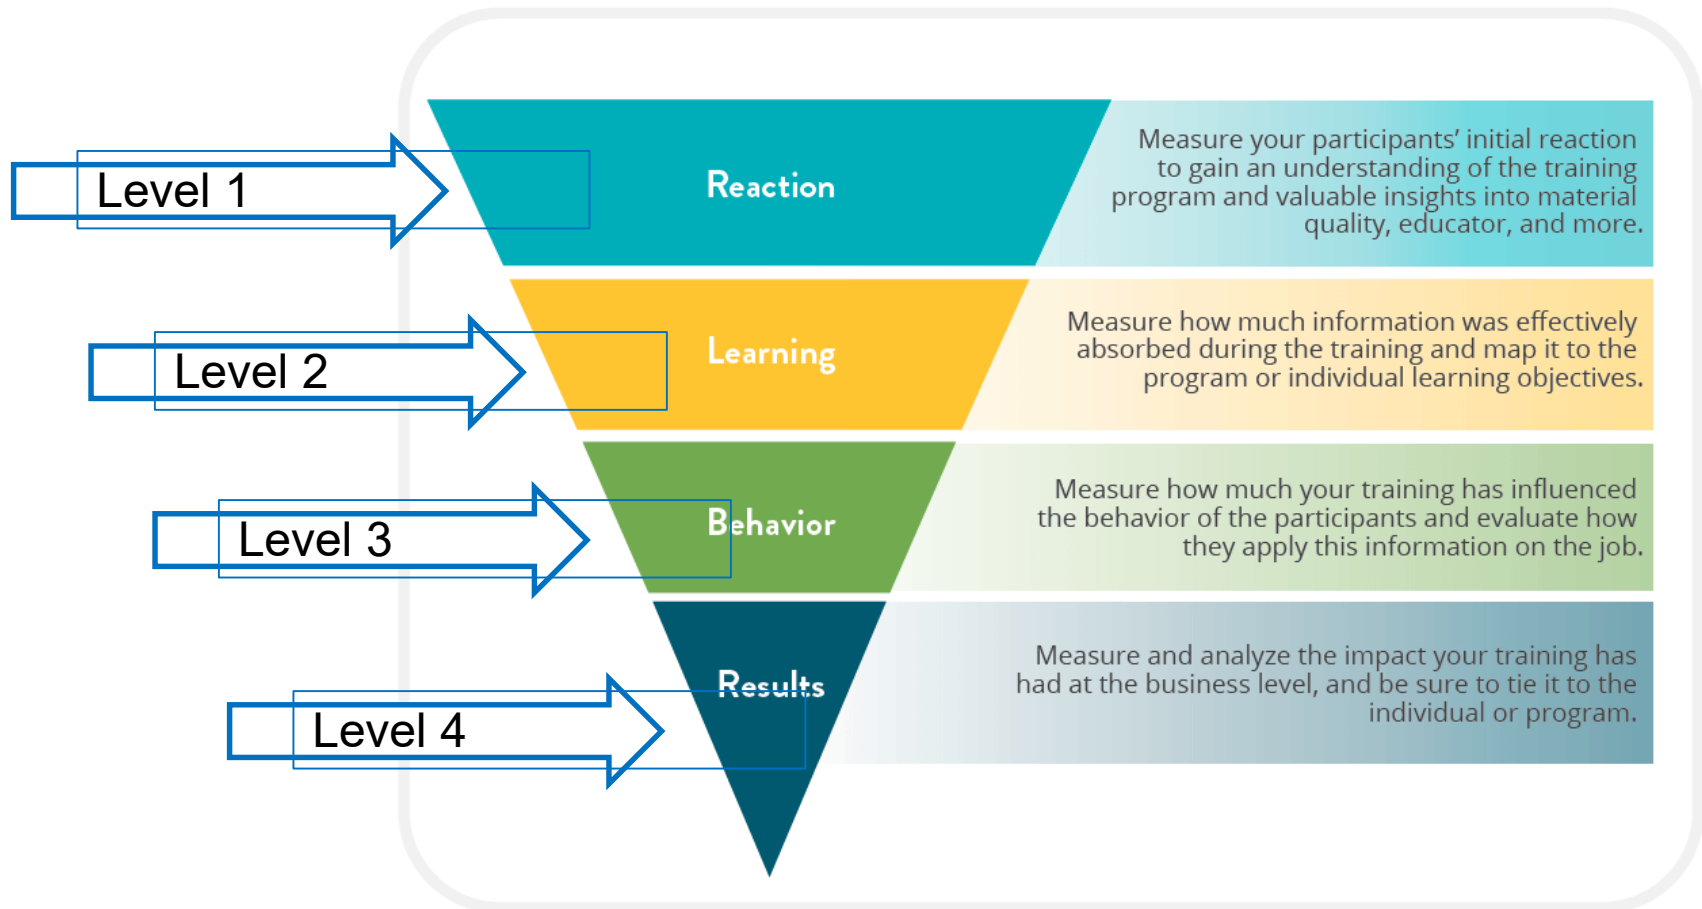 Level 1
Reaction
Measure your participants’ initial reaction
to gain an understanding of the training
program and valuable insights into material
quality, educator, and more.
Level 2
Learning
Measure how much information was effectively
absorbed during the training and map it to the
program or individual learning objectives.
Level 3
Behavior
Measure how much your training has influenced
the behavior of the participants and evaluate how
they apply this information on the job.
Level 4
Results
Measure and analyze the impact your training has
had at the business level, and be sure to tie it to the
individual or program.